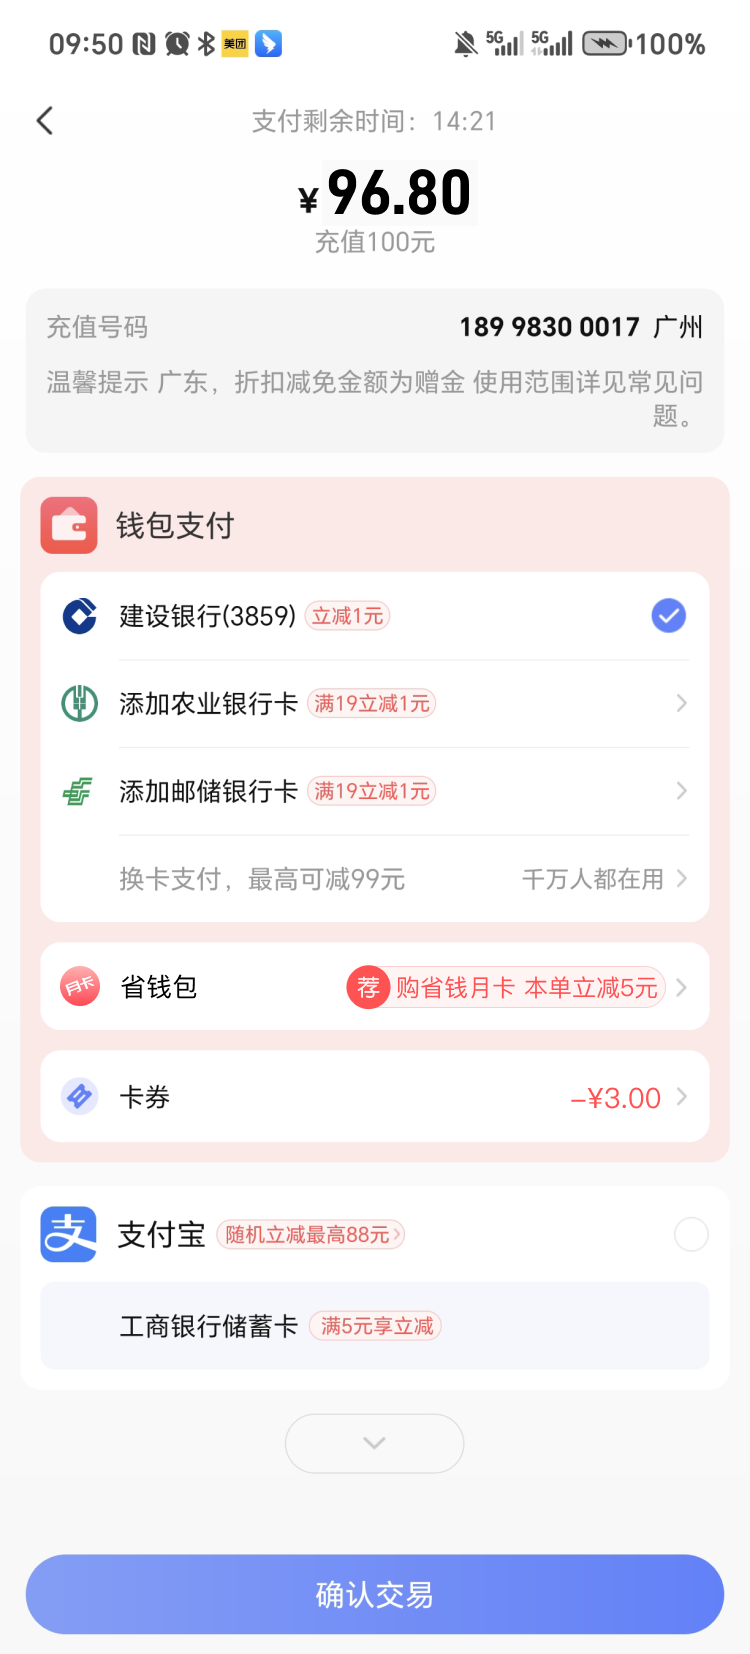 09:50 美团 5G 5G 100%
支付剩余时间：14:21
¥96.80
充值100元
充值号码 189 9830 0017 广州
温馨提示 广东，折扣减免金额为赠金 使用范围详见常见问
题。
钱包支付
建设银行(3859) 立减1元
添加农业银行卡 满19立减1元
添加邮储银行卡 满19立减1元
换卡支付，最高可减99元 千万人都在用
月卡 省钱包 荐 购省钱月卡 本单立减5元
卡券 -¥3.00
支 支付宝 随机立减最高88元
工商银行储蓄卡 满5元享立减
确认交易